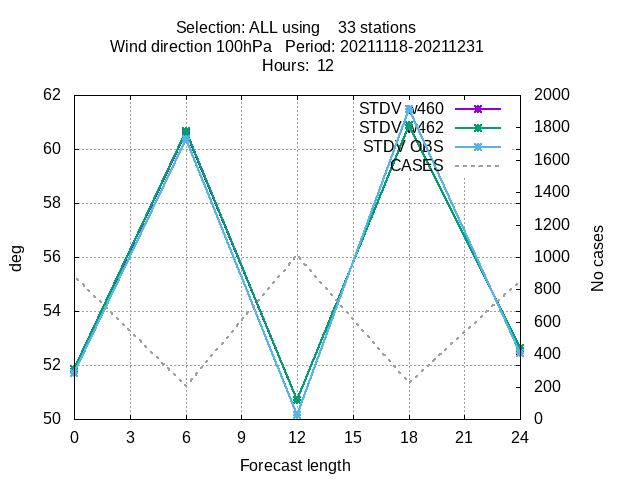 Selection: ALL using 33 stations
Wind direction 100hPa Period: 20211118-20211231
Hours: 12
62
60
58
56
54
52
50
deg
2000
1800
1600
1400
1200
1000
800
600
400
200
0
No cases
STDV v460
STDV v462
STDV OBS
CASES
0 3 6 9 12 15 18 21 24
Forecast length